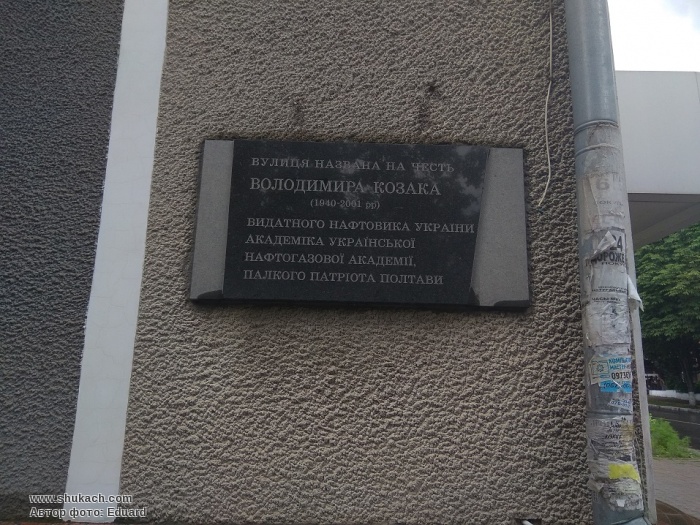 ВУЛИЦЯ НАЗВАНА НА ЧЕСТЬ
ВОЛОДИМИРА КОЗАКА
(1940-2001 рр)
ВИДАТНОГО НАФТОВИКА УКРАЇНИ
АКАДЕМІКА УКРАЇНСЬКОЇ
НАФТОГАЗОВОЇ АКАДЕМІЇ,
ПАЛКОГО ПАТРІОТА ПОЛТАВИ
www.shukach.com
Автор фото: Eduard